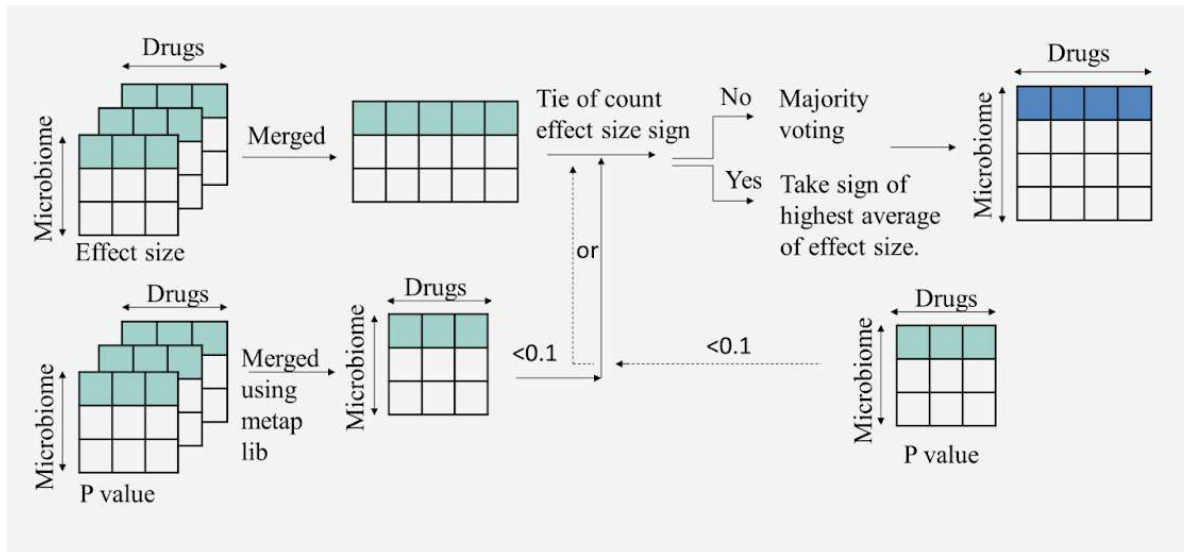 Drugs
Microbiome
Effect size
Merged
Tie of count
effect size sign
No
Majority
voting
Yes
Take sign of
highest average
of effect size.
Drugs
Microbiome
or
Drugs
Microbiome
P value
Merged
using
metap
lib
Drugs
Microbiome
<0.1
<0.1
Drugs
Microbiome
P value